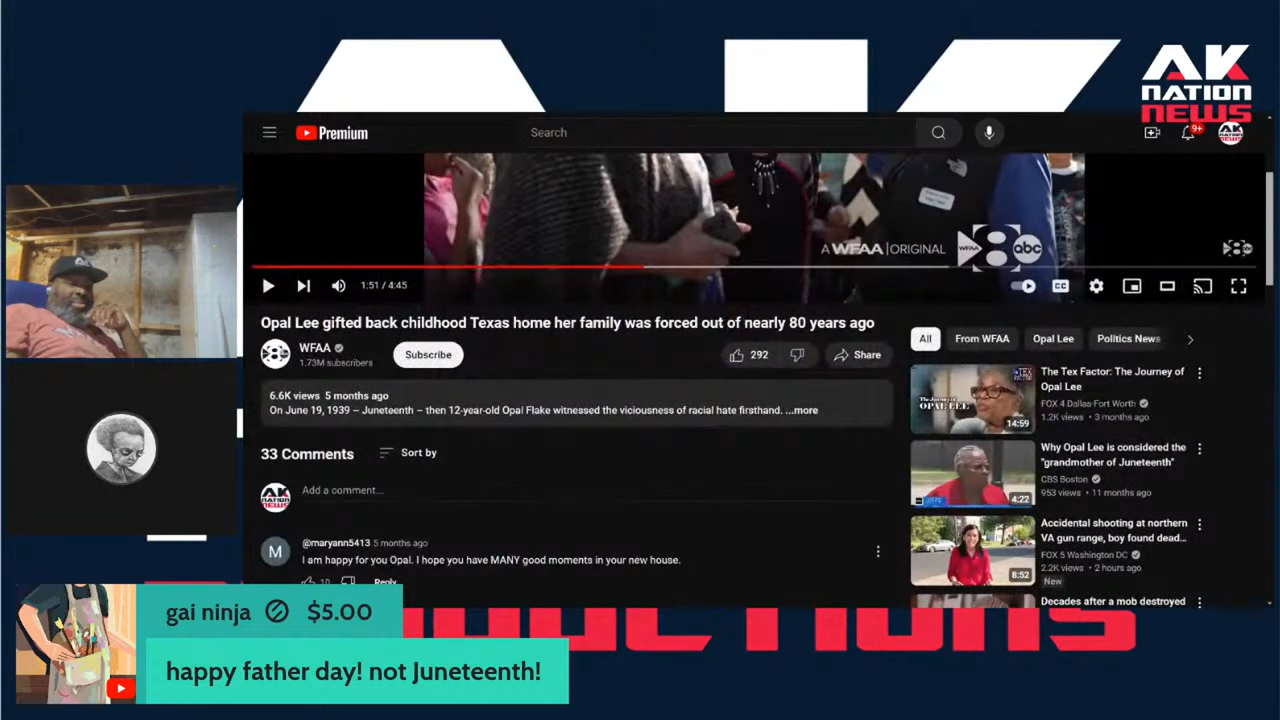 AK
NATION
NEWS
Premium
Search
9+
A WFAA | ORIGINAL
WFAA 8 abc
1:51 / 4:45
CC
Opal Lee gifted back childhood Texas home her family was forced out of nearly 80 years ago
WFAA
1.73M subscribers
Subscribe
292
Share
6.6K views 5 months ago
On June 19, 1939 – Juneteenth – then 12-year-old Opal Flake witnessed the viciousness of racial hate firsthand. ...more
33 Comments
Sort by
Add a comment...
M
@maryann5413 5 months ago
I am happy for you Opal. I hope you have MANY good moments in your new house.
10
Reply
All
From WFAA
Opal Lee
Politics News
The Tex Factor: The Journey of
Opal Lee
FOX 4 Dallas-Fort Worth
1.2K views • 3 months ago
14:59
Why Opal Lee is considered the
"grandmother of Juneteenth"
CBS Boston
953 views • 11 months ago
4:22
Accidental shooting at northern
VA gun range, boy found dead...
FOX 5 Washington DC
2.2K views • 2 hours ago
New
6:52
Decades after a mob destroyed
gai ninja $5.00
happy father day! not Juneteenth!